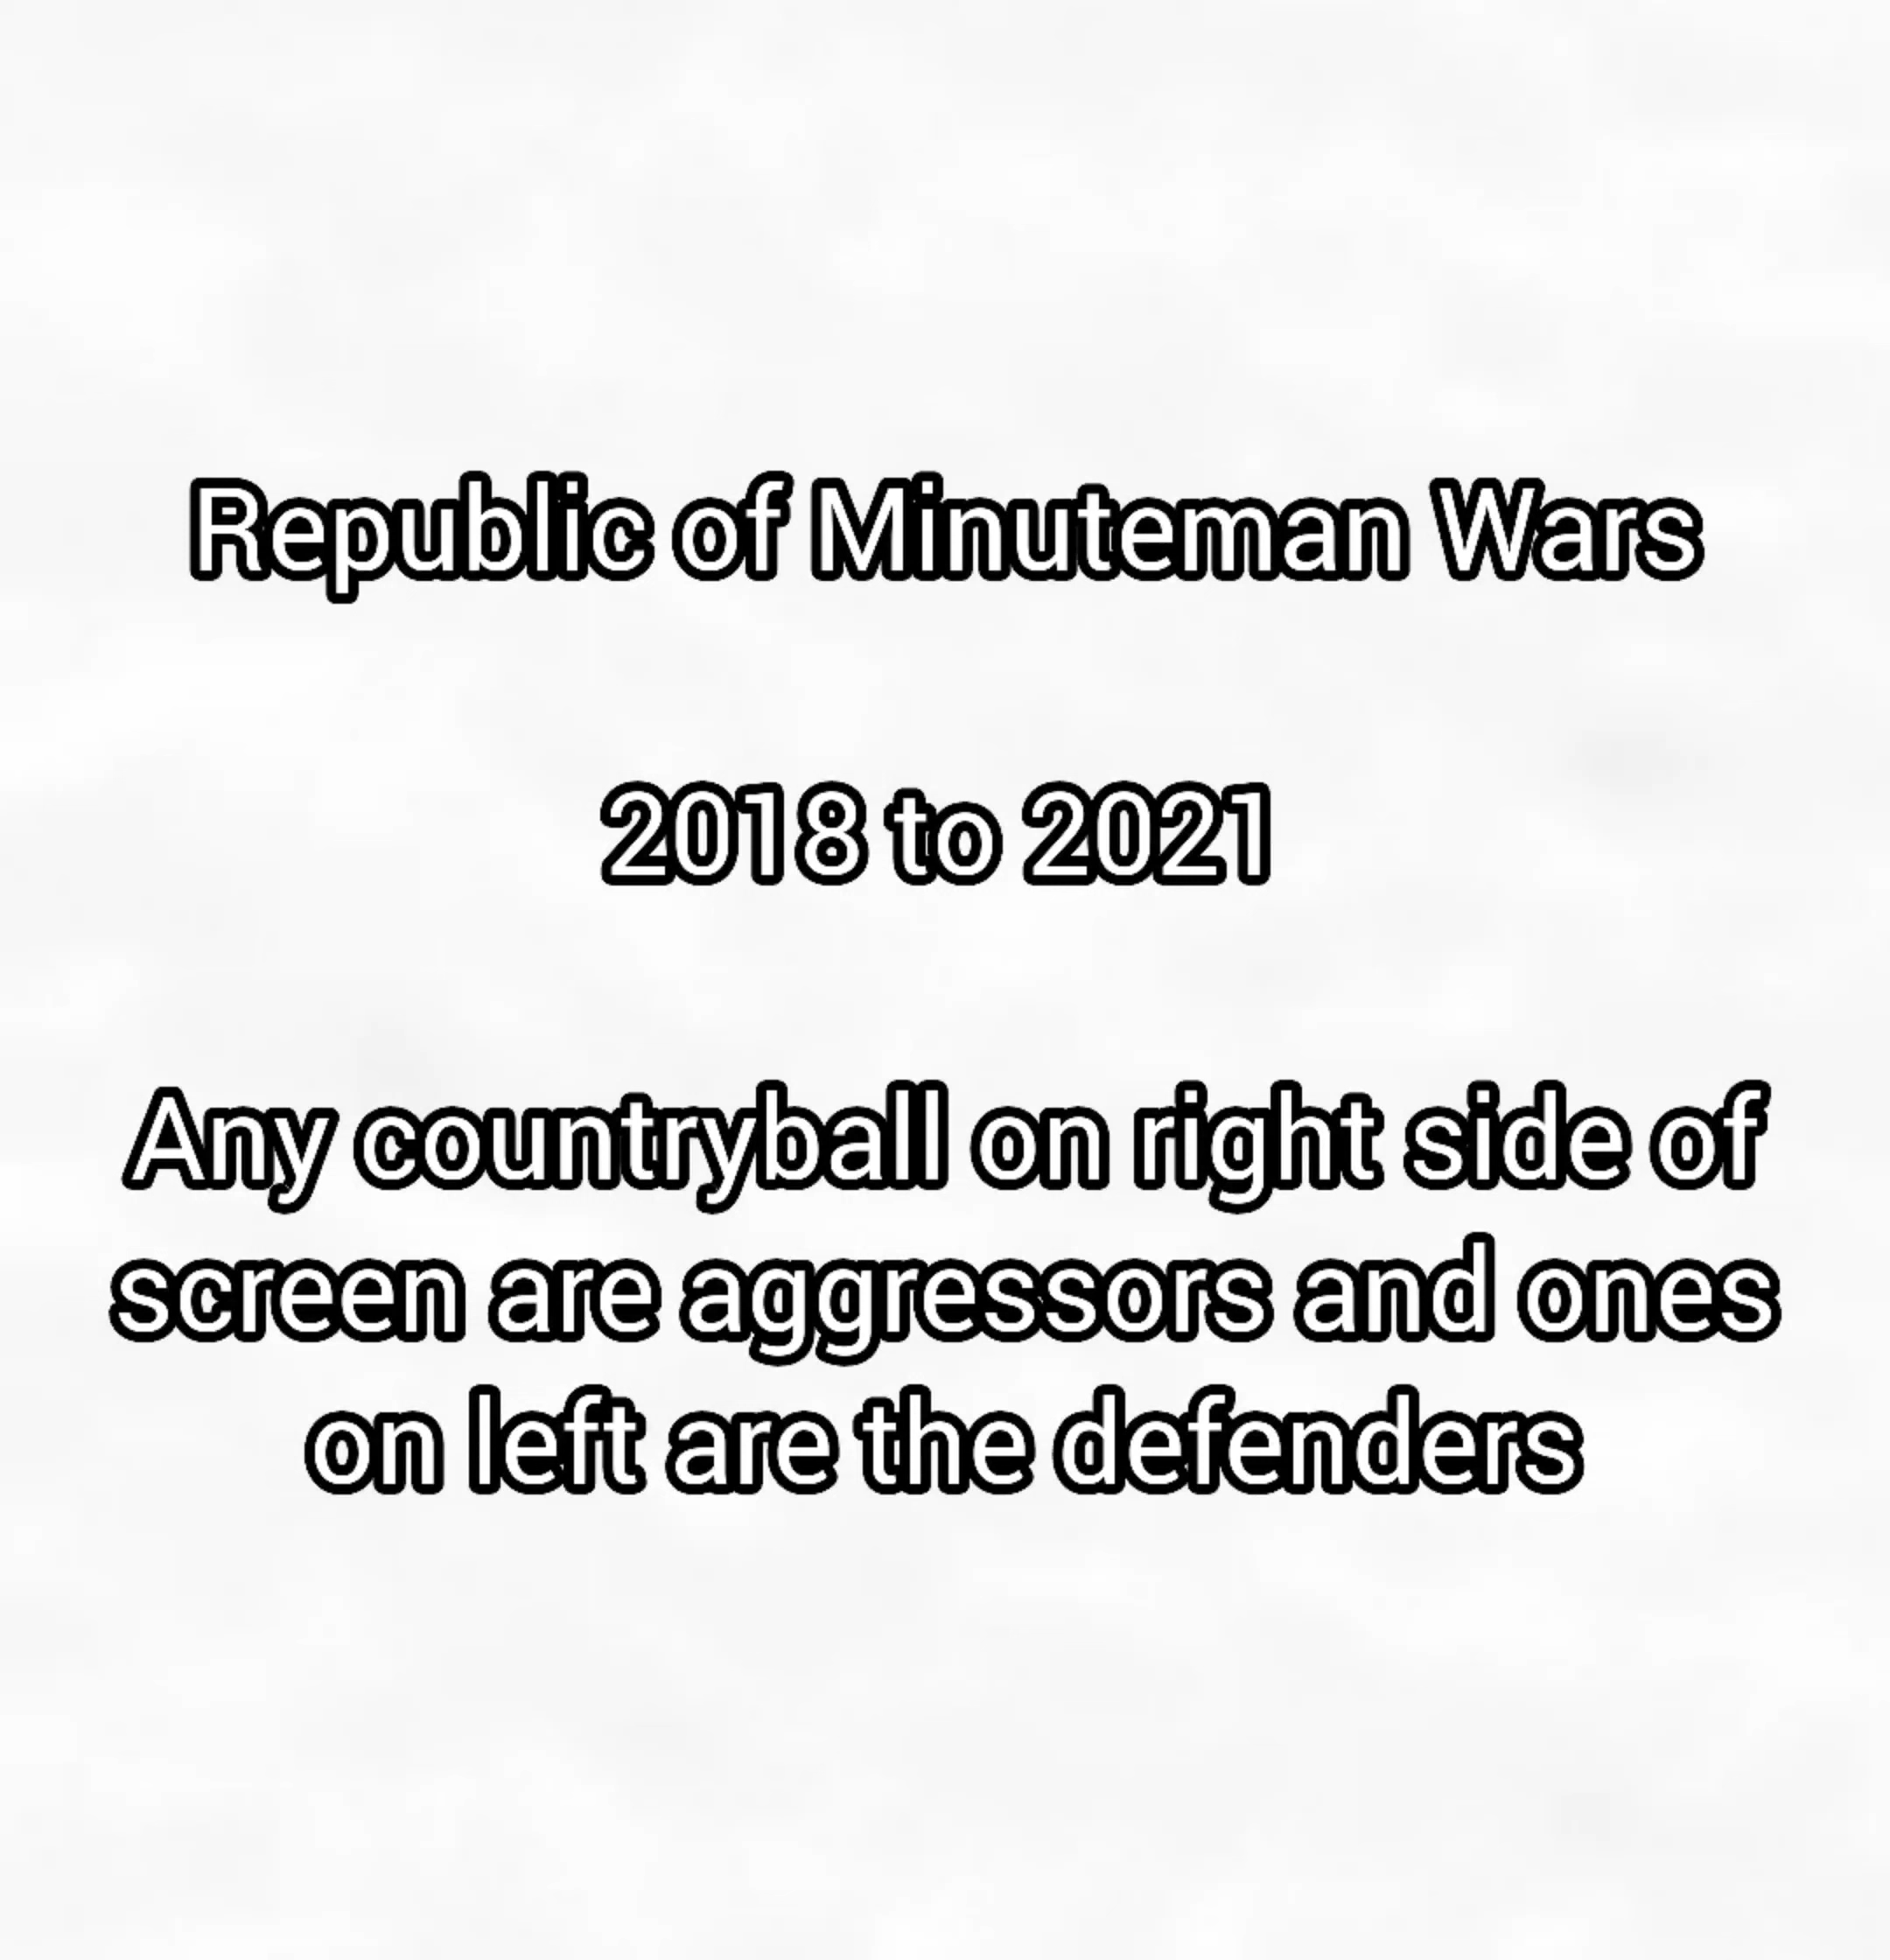 Republic of Minuteman Wars
2018 to 2021
Any countryball on right side of
screen are aggressors and ones
on left are the defenders